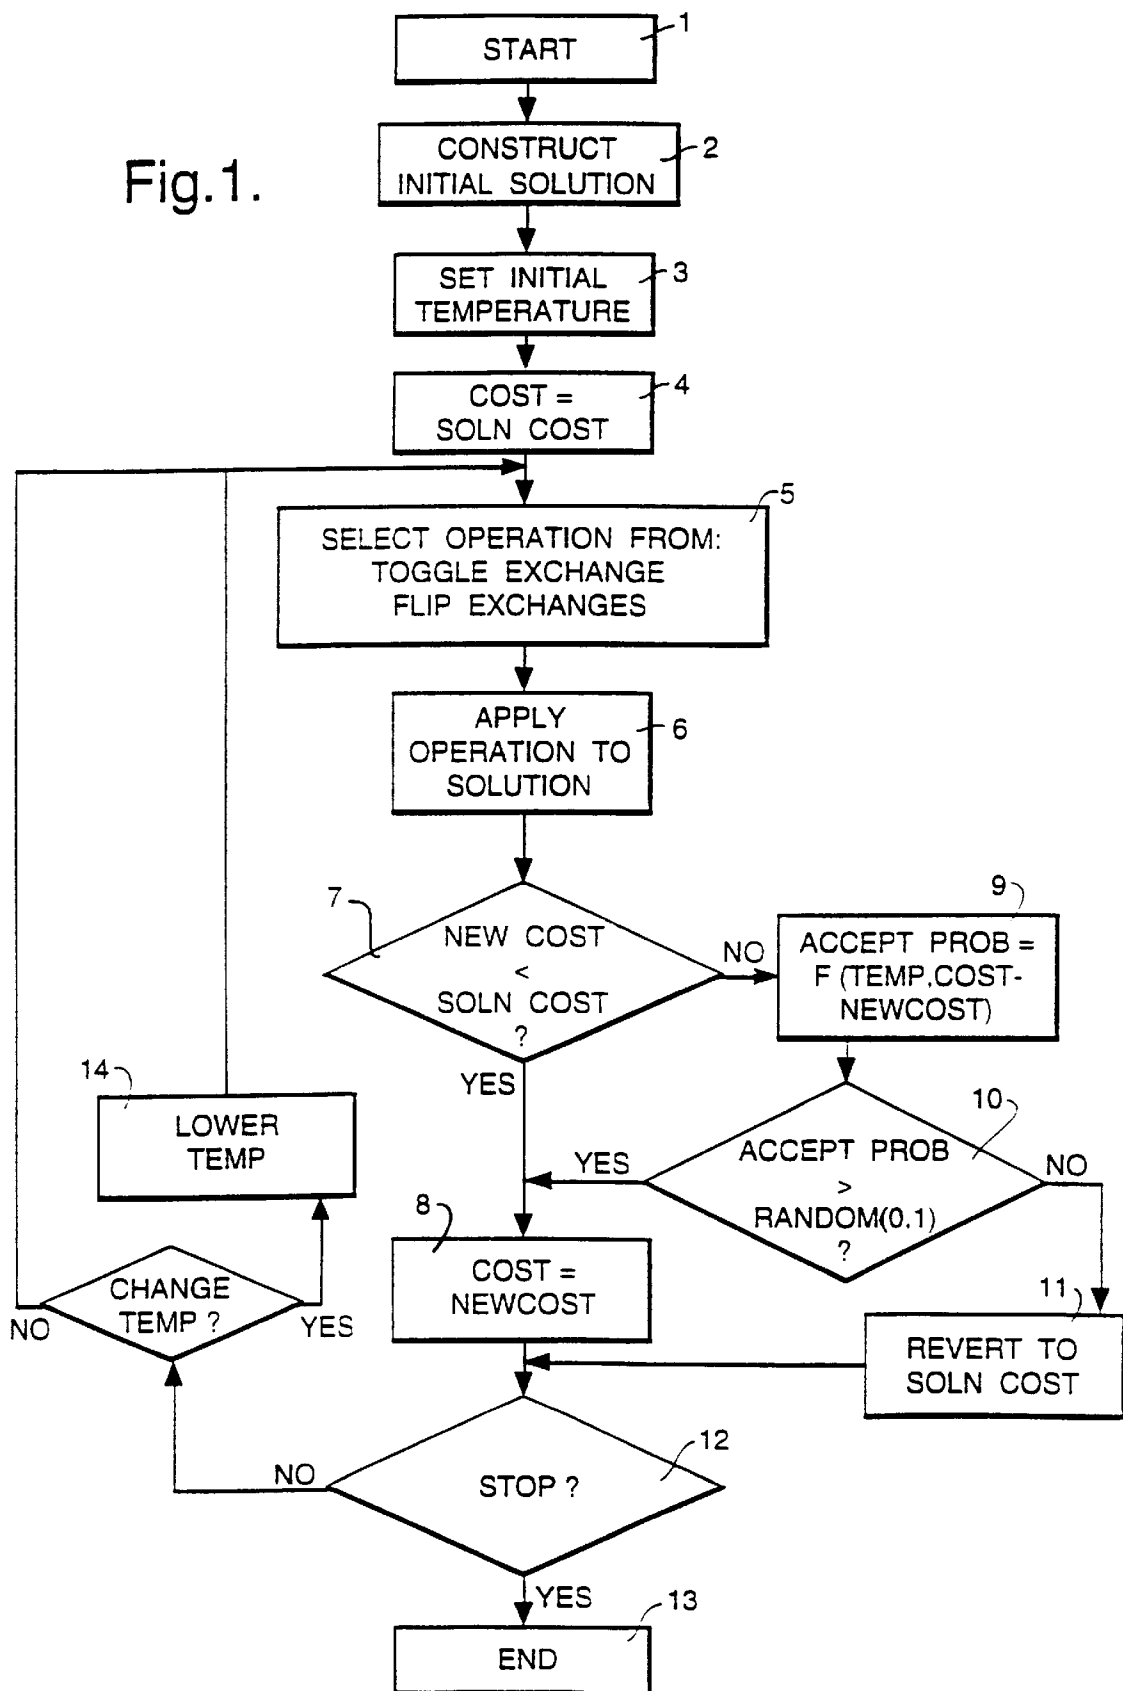 START
1
CONSTRUCT
INITIAL SOLUTION
2
Fig.1.
SET INITIAL
TEMPERATURE
3
COST =
SOLN COST
4
SELECT OPERATION FROM:
TOGGLE EXCHANGE
FLIP EXCHANGES
5
APPLY
OPERATION TO
SOLUTION
6
7
NEW COST
<
SOLN COST
?
NO
YES
9
ACCEPT PROB =
F (TEMP,COST-
NEWCOST)
10
ACCEPT PROB
>
RANDOM(0.1)
?
YES
NO
8
COST =
NEWCOST
11
REVERT TO
SOLN COST
14
LOWER
TEMP
CHANGE
TEMP ?
NO
YES
12
STOP ?
NO
YES
13
END